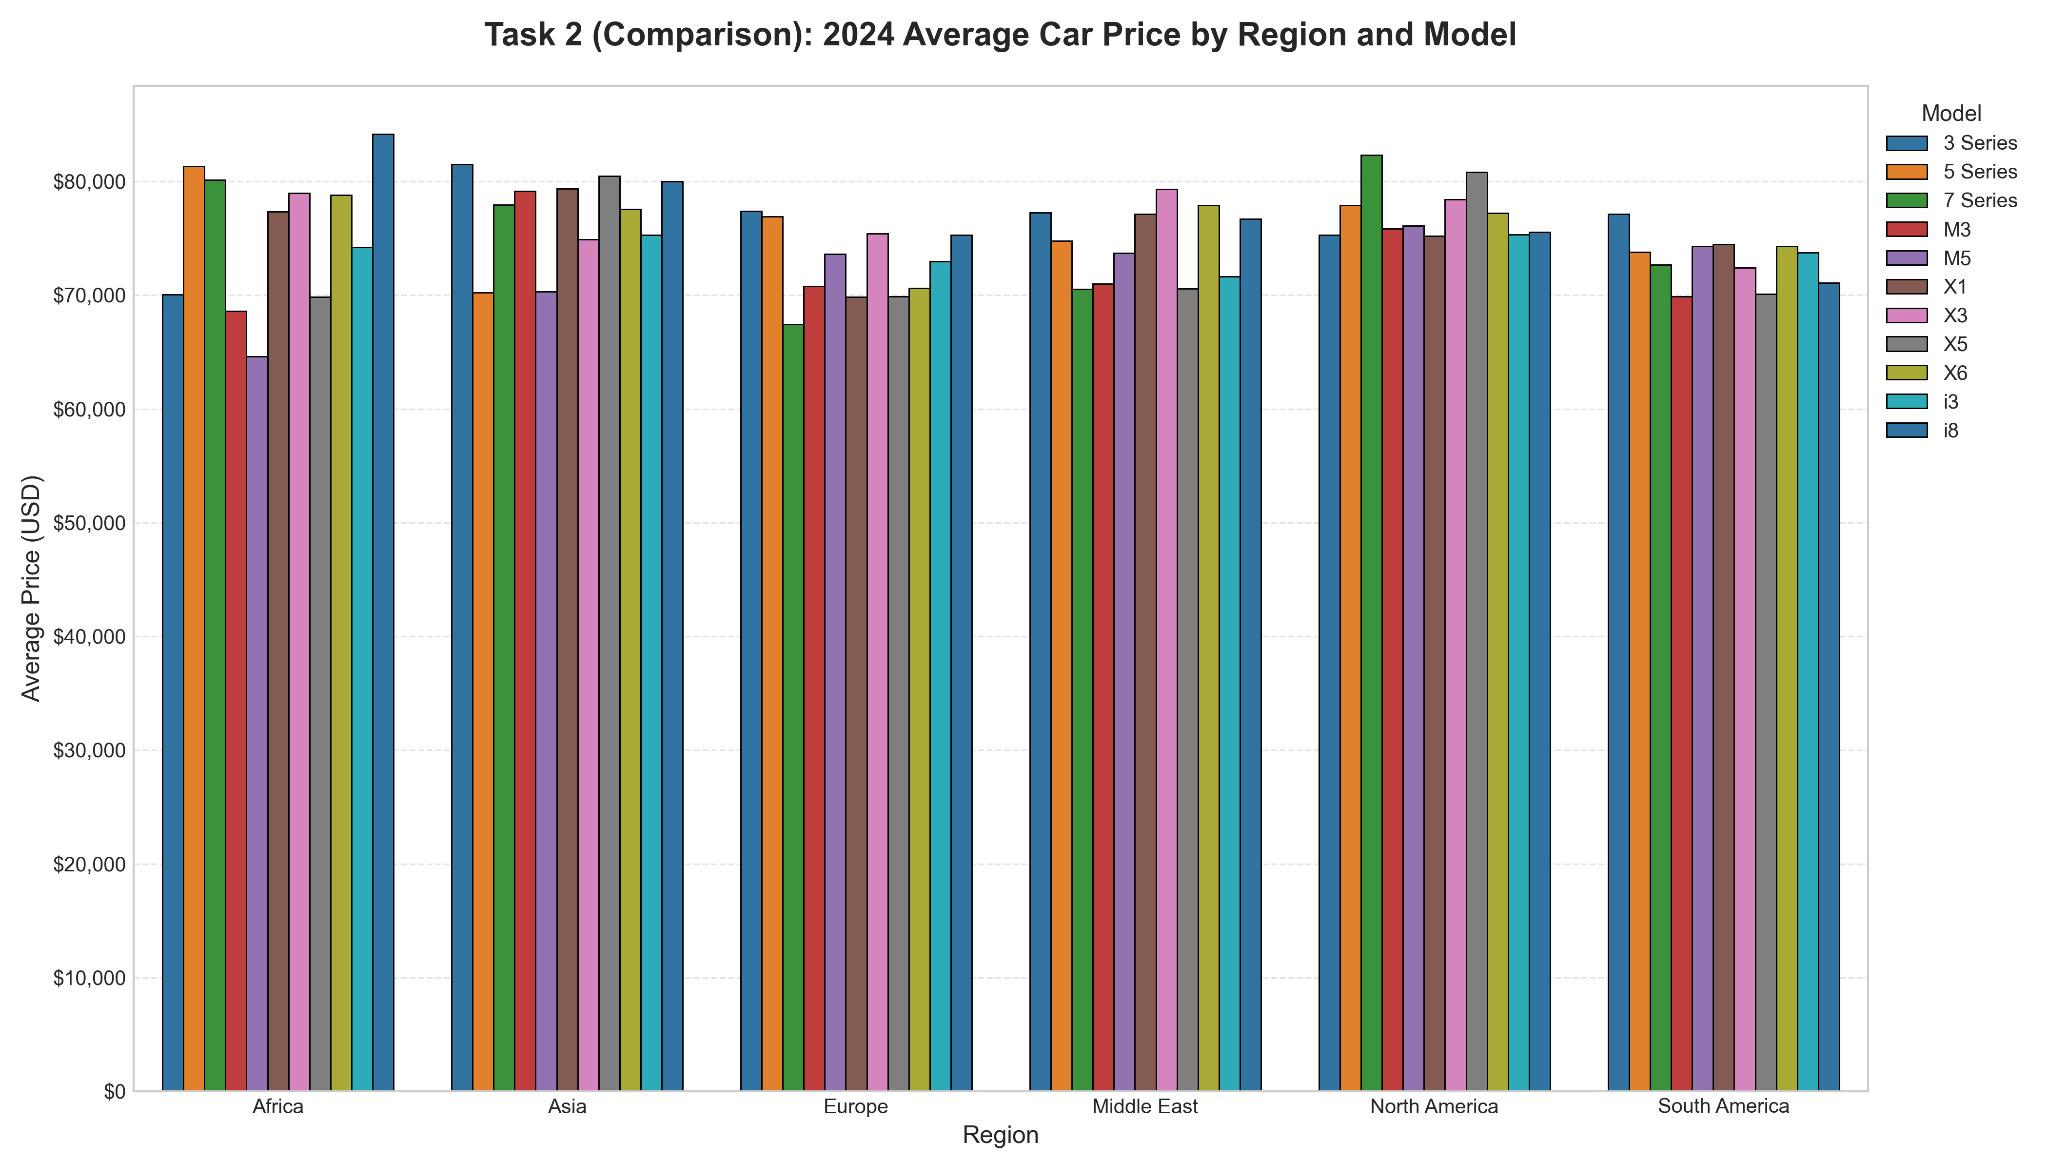 Task 2 (Comparison): 2024 Average Car Price by Region and Model
Model
3 Series
5 Series
7 Series
M3
M5
X1
X3
X5
X6
i3
i8
Average Price (USD)
$80,000
$70,000
$60,000
$50,000
$40,000
$30,000
$20,000
$10,000
$0
Africa
Asia
Europe
Middle East
North America
South America
Region